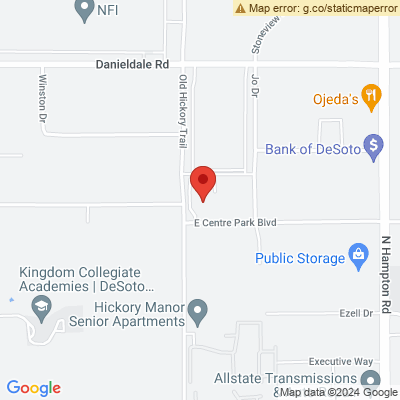 Map error: g.co/staticmaperror
NFI
Stoneview
Danieldale Rd
Winston Dr
Old Hickory Trail
Jo Dr
Ojeda's
Bank of DeSoto
E Centre Park Blvd
N Hampton Rd
Public Storage
Kingdom Collegiate
Academies | DeSoto...
Hickory Manor
Senior Apartments
Ezell Dr
Executive Way
Allstate Transmissions
Google
Map data ©2024 Google